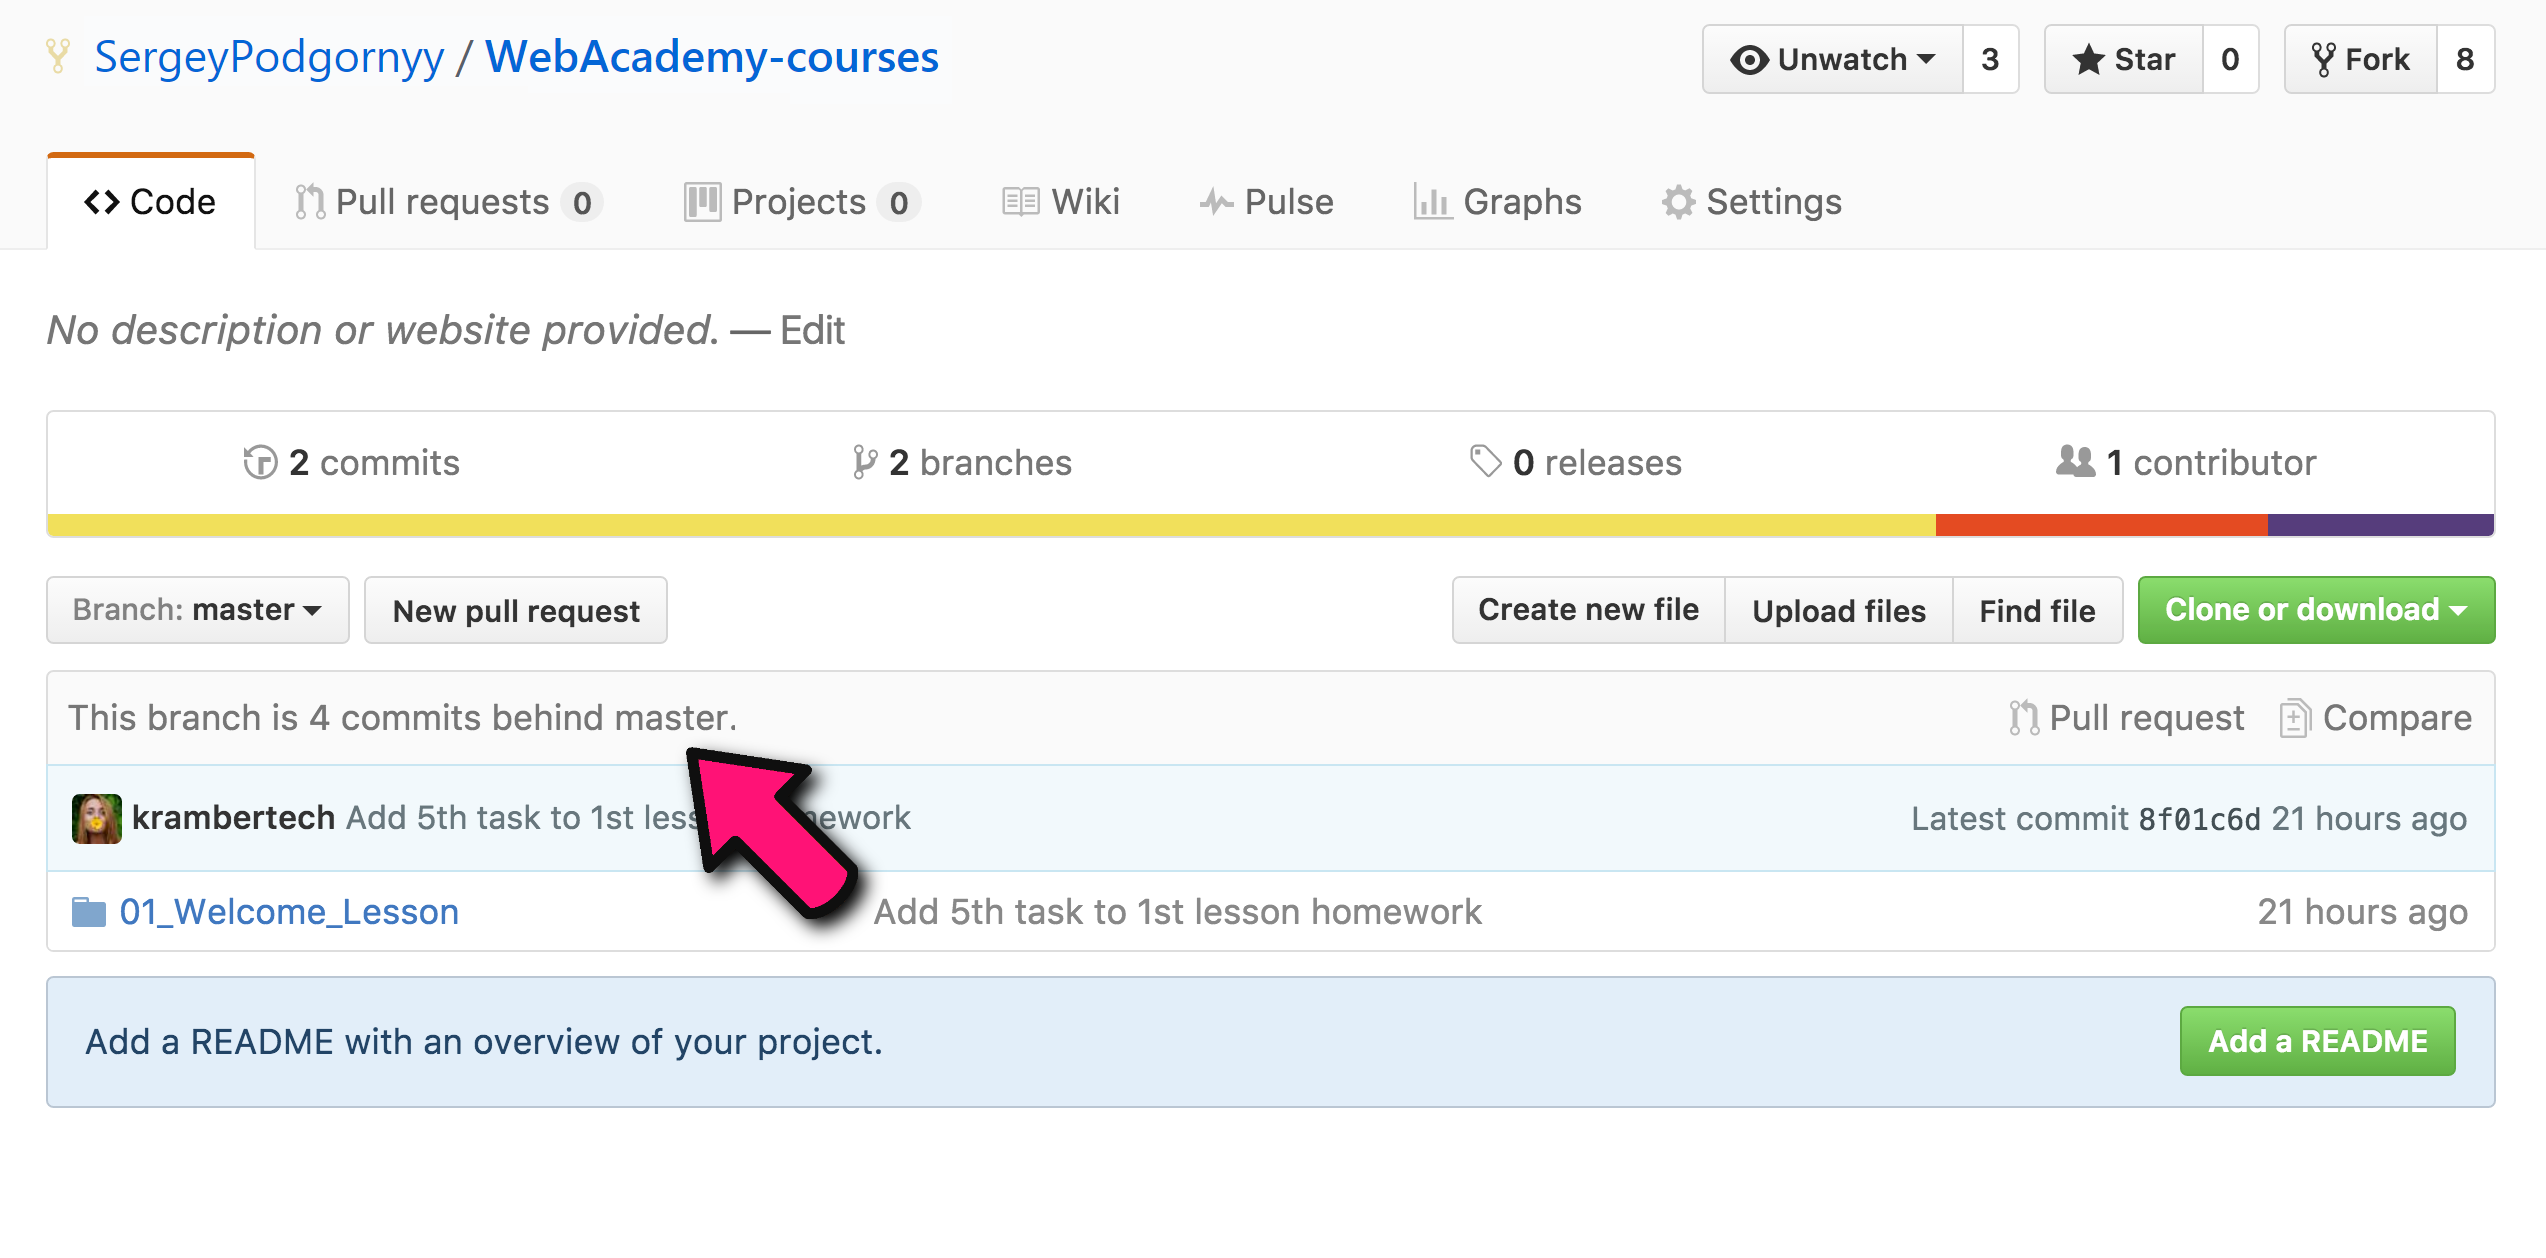 SergeyPodgornyy / WebAcademy-courses
Unwatch 3 Star 0 Fork 8
Code Pull requests 0 Projects 0 Wiki Pulse Graphs Settings
No description or website provided. — Edit
2 commits 2 branches 0 releases 1 contributor
Branch: master New pull request Create new file Upload files Find file Clone or download
This branch is 4 commits behind master. Pull request Compare
krambertech Add 5th task to 1st Latest commit 8f01c6d 21 hours ago
01_Welcome_Lesson Add 5th task to 1st lesson homework 21 hours ago
Add a README with an overview of your project. Add a README